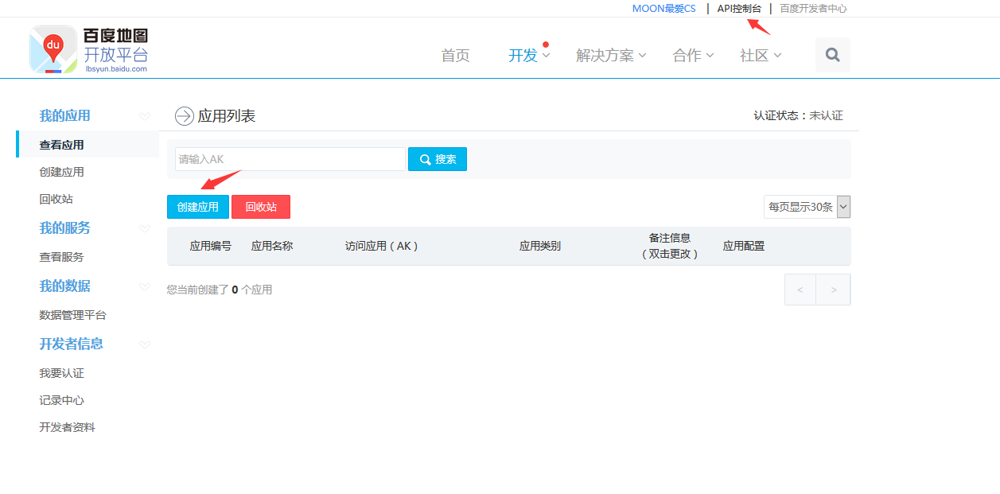 MOON最爱CS | API控制台 | 百度开发者中心
du
百度地图
开放平台
lbsyun.baidu.com
首页 开发 解决方案 合作 社区
我的应用
查看应用
创建应用
回收站
我的服务
查看服务
我的数据
数据管理平台
开发者信息
我要认证
记录中心
开发者资料
应用列表
认证状态：未认证
请输入AK 搜索
创建应用 回收站
每页显示30条
应用编号 应用名称 访问应用（AK） 应用类别 备注信息 应用配置
（双击更改）
您当前创建了 0 个应用
< >